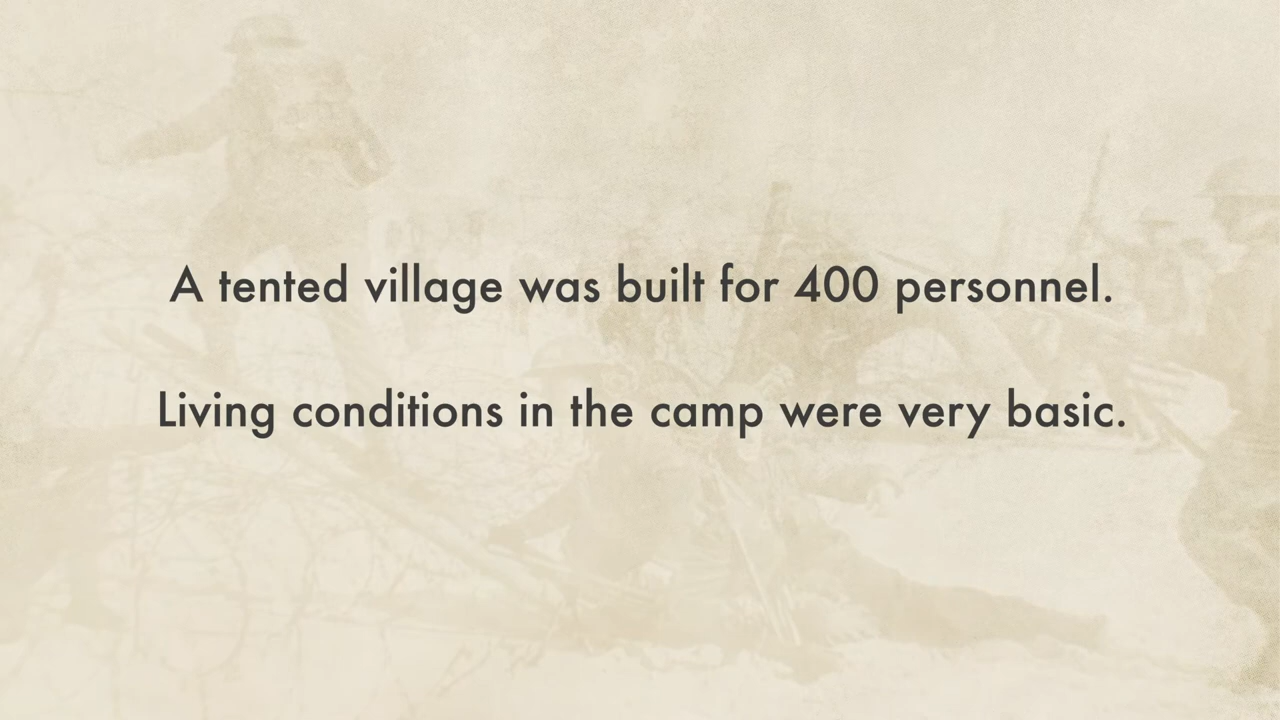 A tented village was built for 400 personnel.
Living conditions in the camp were very basic.